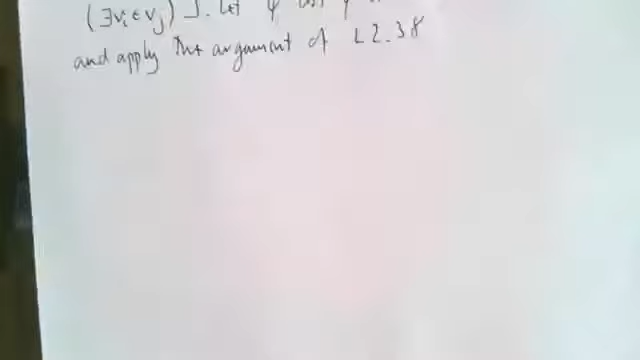 (∃vᵢ ∈ vⱼ) ⌋. Let φ
and apply the argument of L2.38